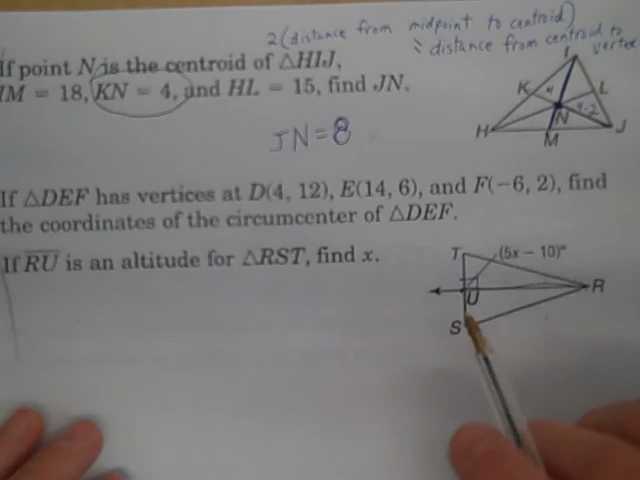 2(distance from midpoint to centroid)
= distance from centroid to vertex
If point N is the centroid of △HIJ,
IM = 18, KN = 4, and HL = 15, find JN.
JN = 8
I
K 4 L
N 4·2
H M J
If △DEF has vertices at D(4, 12), E(14, 6), and F(−6, 2), find
the coordinates of the circumcenter of △DEF.
If RU is an altitude for △RST, find x.
T (5x − 10)°
U R
S